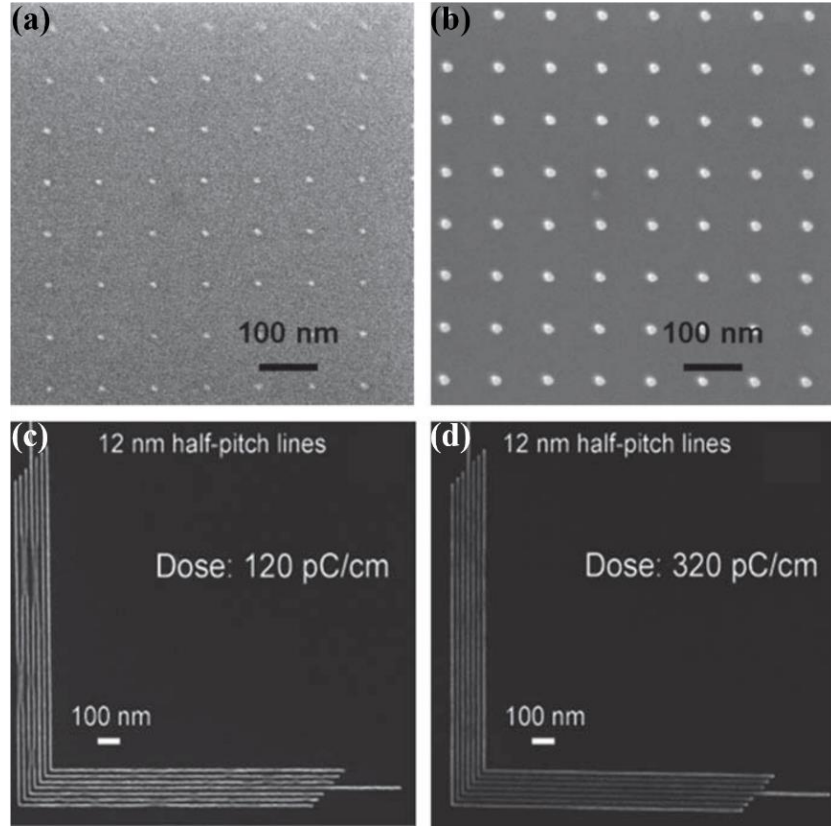 (a)
100 nm
(b)
100 nm
(c)
12 nm half-pitch lines
Dose: 120 pC/cm
100 nm
(d)
12 nm half-pitch lines
Dose: 320 pC/cm
100 nm